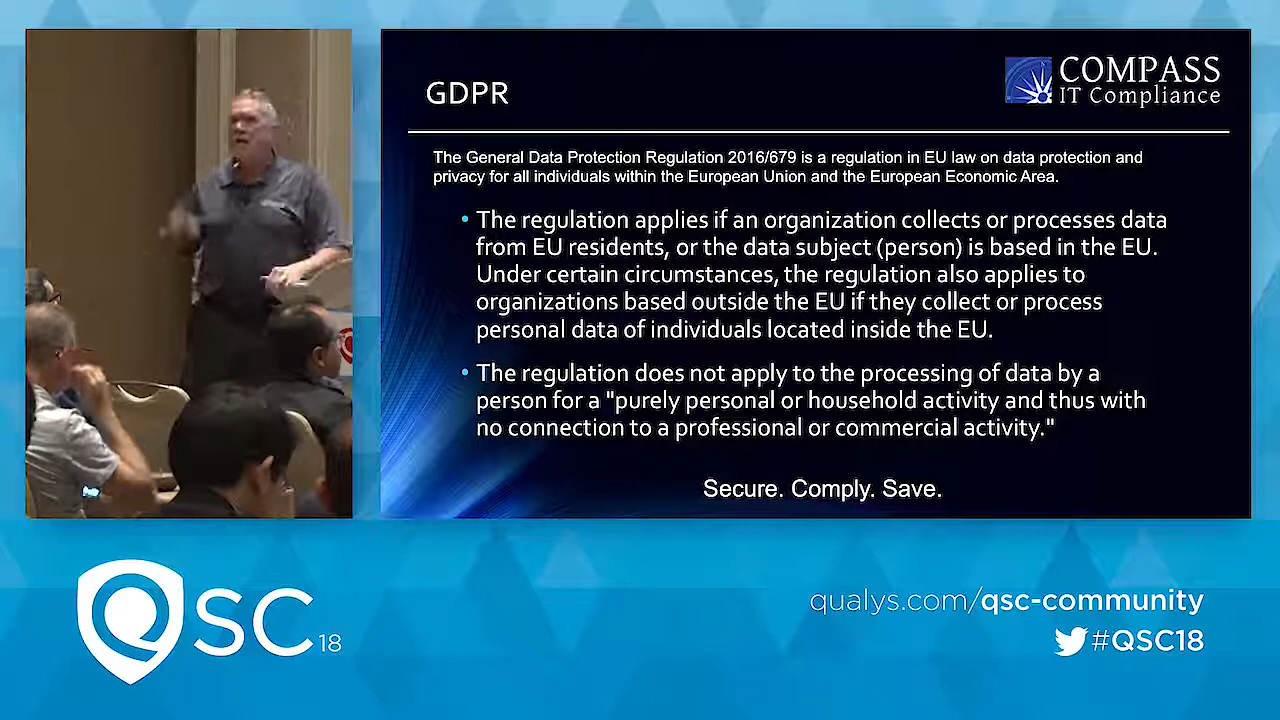 GDPR
COMPASS
IT Compliance
The General Data Protection Regulation 2016/679 is a regulation in EU law on data protection and
privacy for all individuals within the European Union and the European Economic Area.
• The regulation applies if an organization collects or processes data
from EU residents, or the data subject (person) is based in the EU.
Under certain circumstances, the regulation also applies to
organizations based outside the EU if they collect or process
personal data of individuals located inside the EU.
• The regulation does not apply to the processing of data by a
person for a "purely personal or household activity and thus with
no connection to a professional or commercial activity."
Secure. Comply. Save.
QSC 18
qualys.com/qsc-community
#QSC18